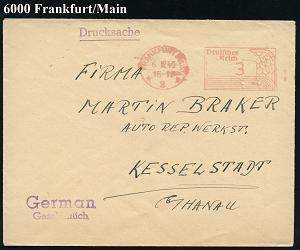 6000 Frankfurt/Main
Drucksache
Deutsches
Reich
3
FIRMA
MARTIN BRAKER
AUTO REP. WERKST.
KESSELSTADT
HANAU
German